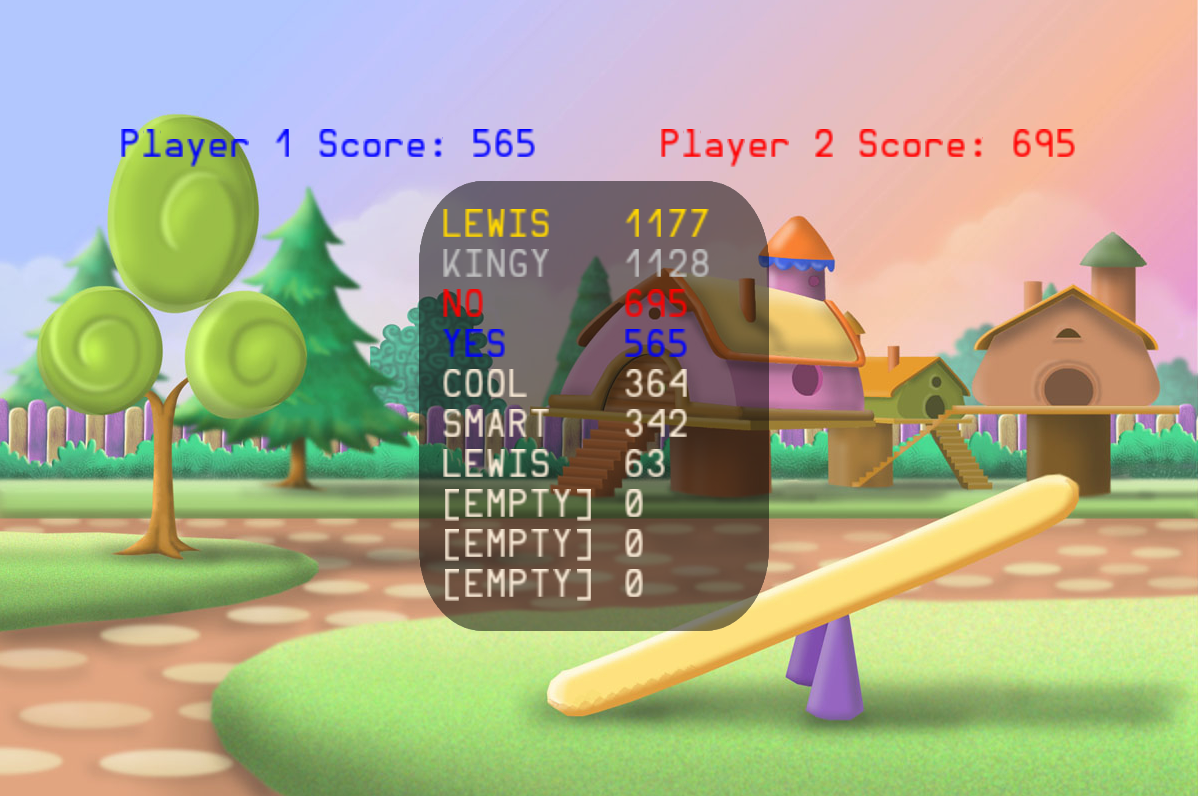 Player 1 Score: 565
Player 2 Score: 695
LEWIS 1177
KINGY 1128
NO 695
YES 565
COOL 364
SMART 342
LEWIS 63
[EMPTY] 0
[EMPTY] 0
[EMPTY] 0